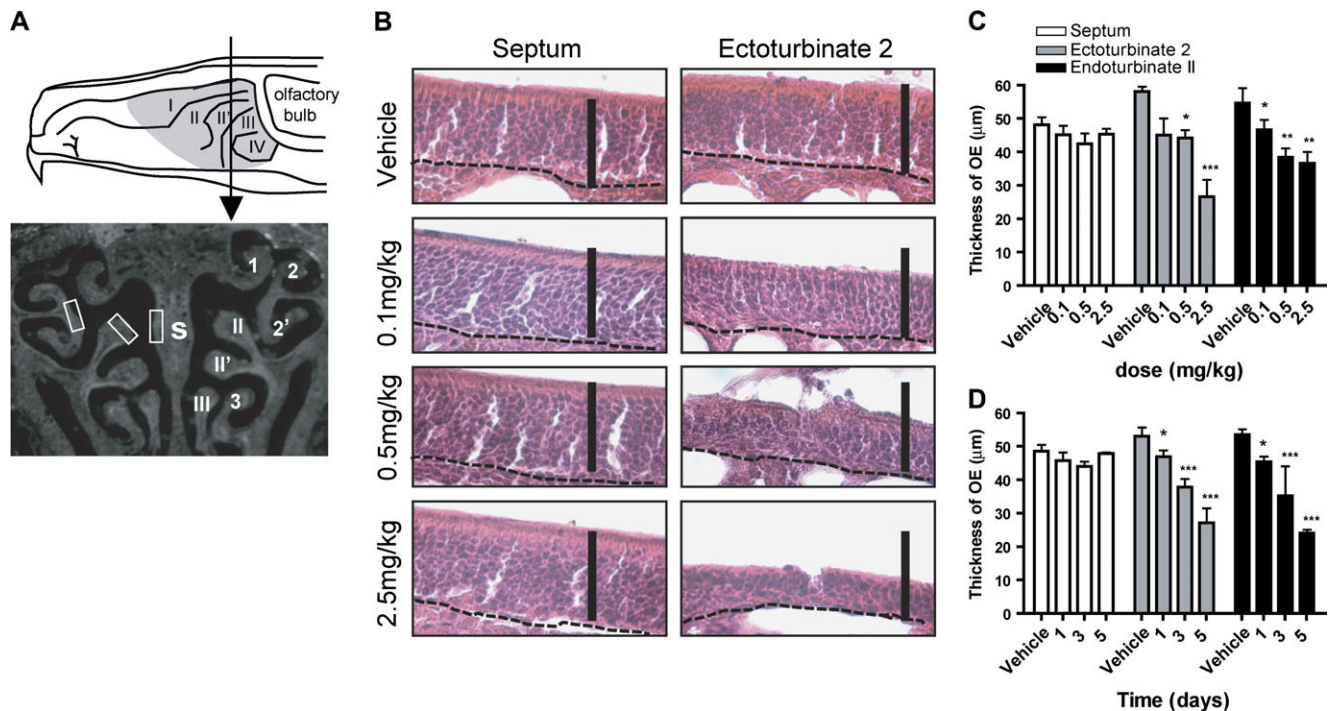 A
I
II
II'
III
IV
olfactory
bulb
1
2
2'
S
II
II'
III
3
B
Septum
Ectoturbinate 2
Vehicle
0.1mg/kg
0.5mg/kg
2.5mg/kg
C
Septum
Ectoturbinate 2
Endoturbinate II
Thickness of OE (μm)
60
50
40
30
20
10
0
*
***
*
**
**
Vehicle 0.1 0.5 2.5 Vehicle 0.1 0.5 2.5 Vehicle 0.1 0.5 2.5
dose (mg/kg)
D
Thickness of OE (μm)
60
50
40
30
20
10
0
*
***
***
*
***
***
Vehicle 1 3 5 Vehicle 1 3 5 Vehicle 1 3 5
Time (days)